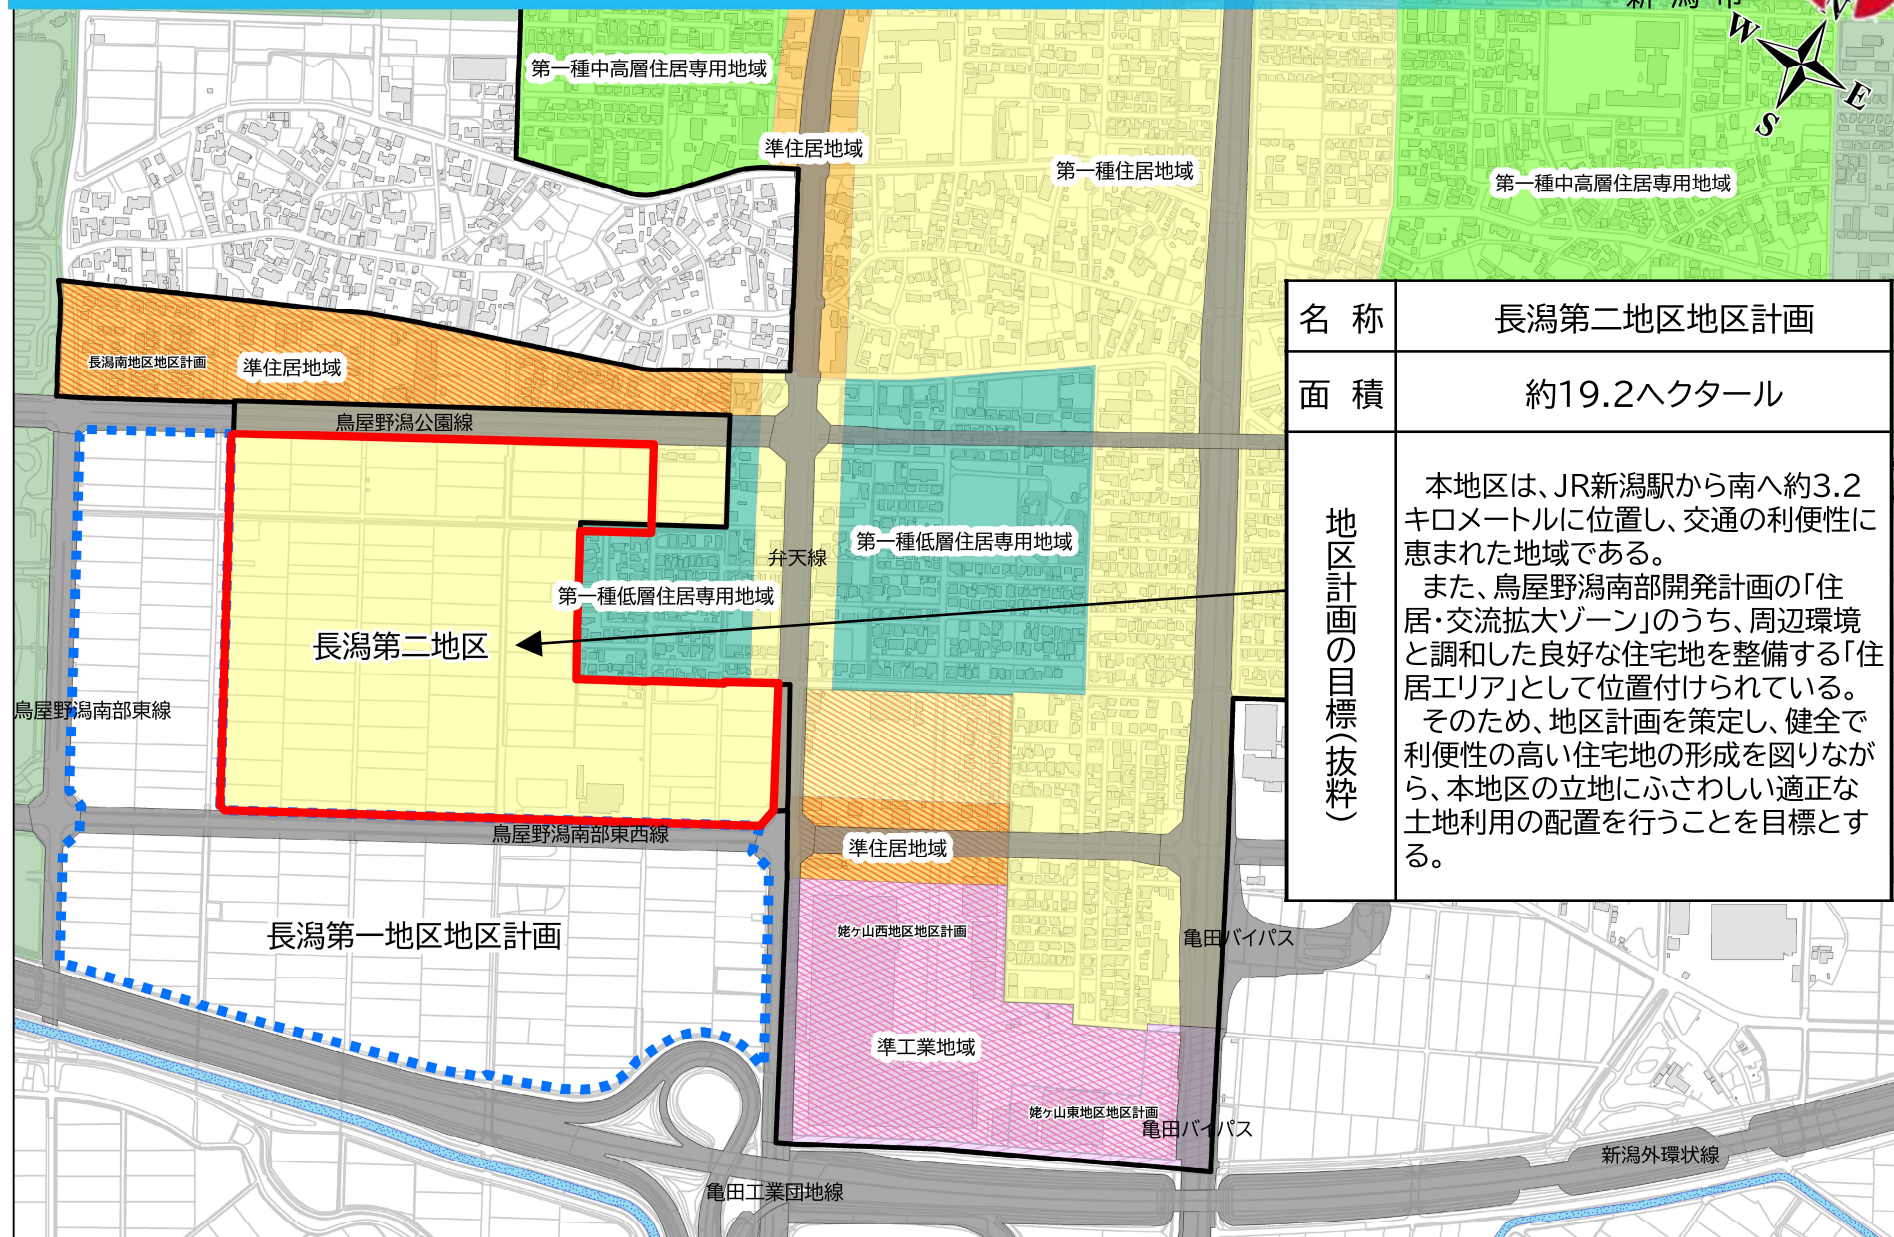 新潟市
N
W
E
S
第一種中高層住居専用地域
準住居地域
第一種住居地域
第一種中高層住居専用地域
長潟南地区地区計画
準住居地域
鳥屋野潟公園線
第一種低層住居専用地域
弁天線
第一種低層住居専用地域
長潟第二地区
鳥屋野潟南部東線
鳥屋野潟南部東西線
準住居地域
長潟第一地区地区計画
姥ヶ山西地区地区計画
亀田バイパス
準工業地域
姥ヶ山東地区地区計画
亀田バイパス
新潟外環状線
亀田工業団地線
名 称
長潟第二地区地区計画
面 積
約19.2ヘクタール
地区計画の目標(抜粋)
本地区は、JR新潟駅から南へ約3.2
キロメートルに位置し、交通の利便性に
恵まれた地域である。
また、鳥屋野潟南部開発計画の「住
居・交流拡大ゾーン」のうち、周辺環境
と調和した良好な住宅地を整備する「住
居エリア」として位置付けられている。
そのため、地区計画を策定し、健全で
利便性の高い住宅地の形成を図りなが
ら、本地区の立地にふさわしい適正な
土地利用の配置を行うことを目標とす
る。